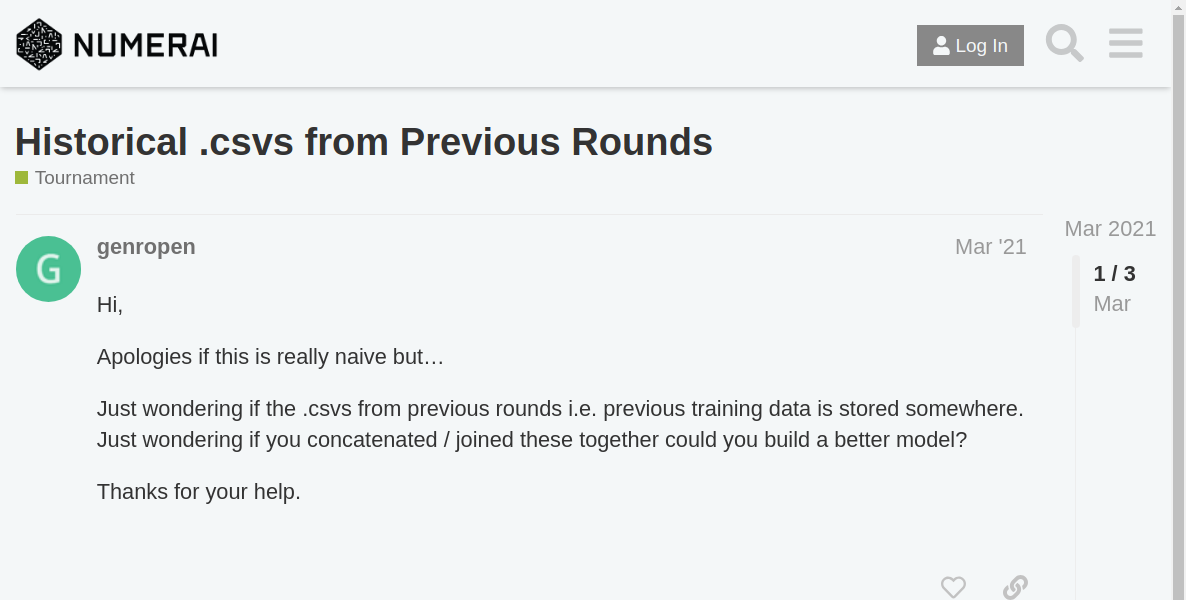 NUMERAI
Log In
Historical .csvs from Previous Rounds
Tournament
Mar 2021
G
genropen
Mar '21
1 / 3
Mar
Hi,
Apologies if this is really naive but…
Just wondering if the .csvs from previous rounds i.e. previous training data is stored somewhere.
Just wondering if you concatenated / joined these together could you build a better model?
Thanks for your help.